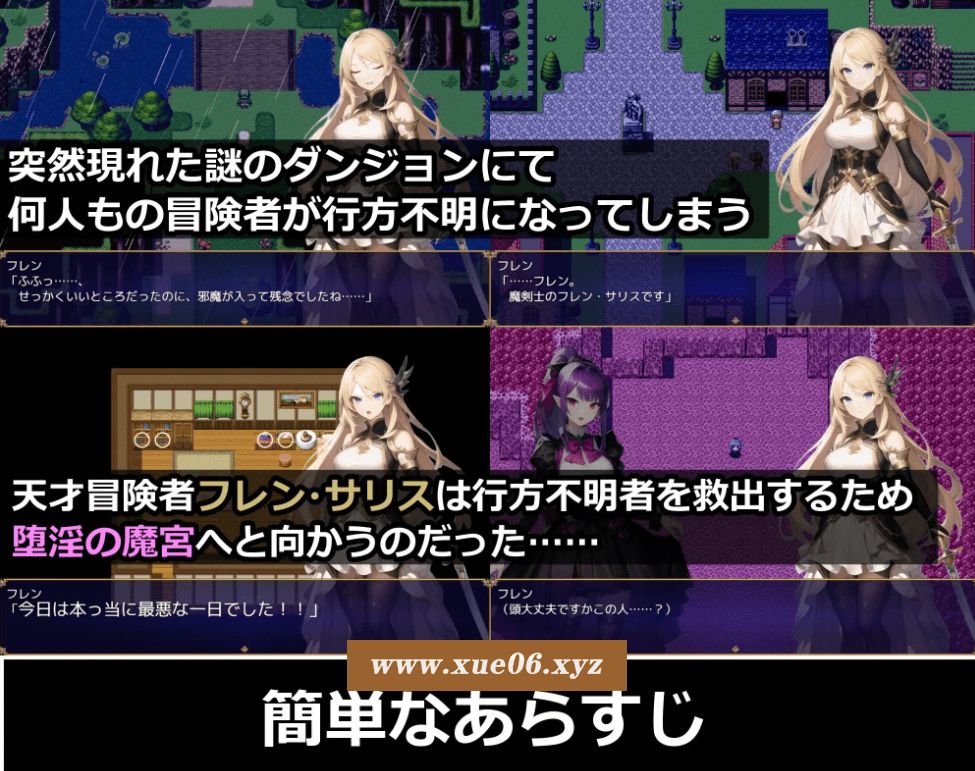 突然現れた謎のダンジョンにて
何人もの冒険者が行方不明になってしまう
フレン
「ふふっ……、
せっかくいいところだったのに、邪魔が入って残念でしたね……」
フレン
「……フレン。
魔剣士のフレン・サリスです」
天才冒険者フレン・サリスは行方不明者を救出するため
堕淫の魔宮へと向かうのだった……
フレン
「今日は本っ当に最悪な一日でした！！」
フレン
（頭大丈夫ですかこの人……？）
www.xue06.xyz
簡単なあらすじ